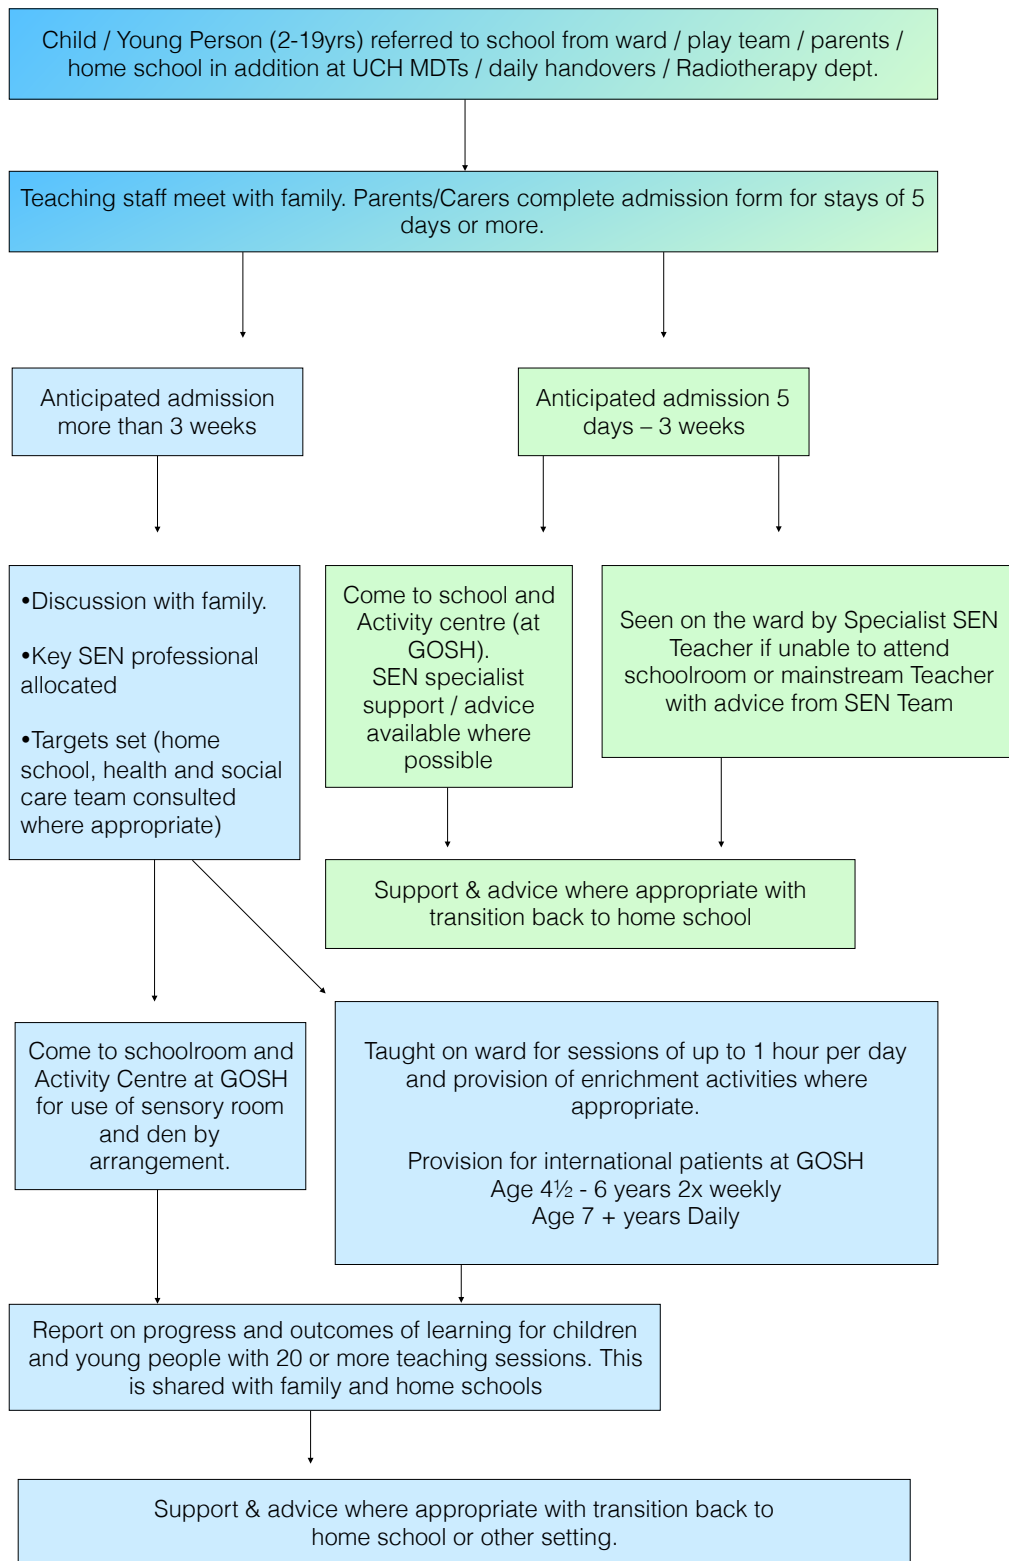 Child / Young Person (2-19yrs) referred to school from ward / play team / parents /
home school in addition at UCH MDTs / daily handovers / Radiotherapy dept.
Teaching staff meet with family. Parents/Carers complete admission form for stays of 5
days or more.
Anticipated admission
more than 3 weeks
Anticipated admission 5
days – 3 weeks
•Discussion with family.
•Key SEN professional
allocated
•Targets set (home
school, health and social
care team consulted
where appropriate)
Come to school and
Activity centre (at
GOSH).
SEN specialist
support / advice
available where
possible
Seen on the ward by Specialist SEN
Teacher if unable to attend
schoolroom or mainstream Teacher
with advice from SEN Team
Support & advice where appropriate with
transition back to home school
Come to schoolroom and
Activity Centre at GOSH
for use of sensory room
and den by
arrangement.
Taught on ward for sessions of up to 1 hour per day
and provision of enrichment activities where
appropriate.
Provision for international patients at GOSH
Age 4½ - 6 years 2x weekly
Age 7 + years Daily
Report on progress and outcomes of learning for children
and young people with 20 or more teaching sessions. This
is shared with family and home schools
Support & advice where appropriate with transition back to
home school or other setting.